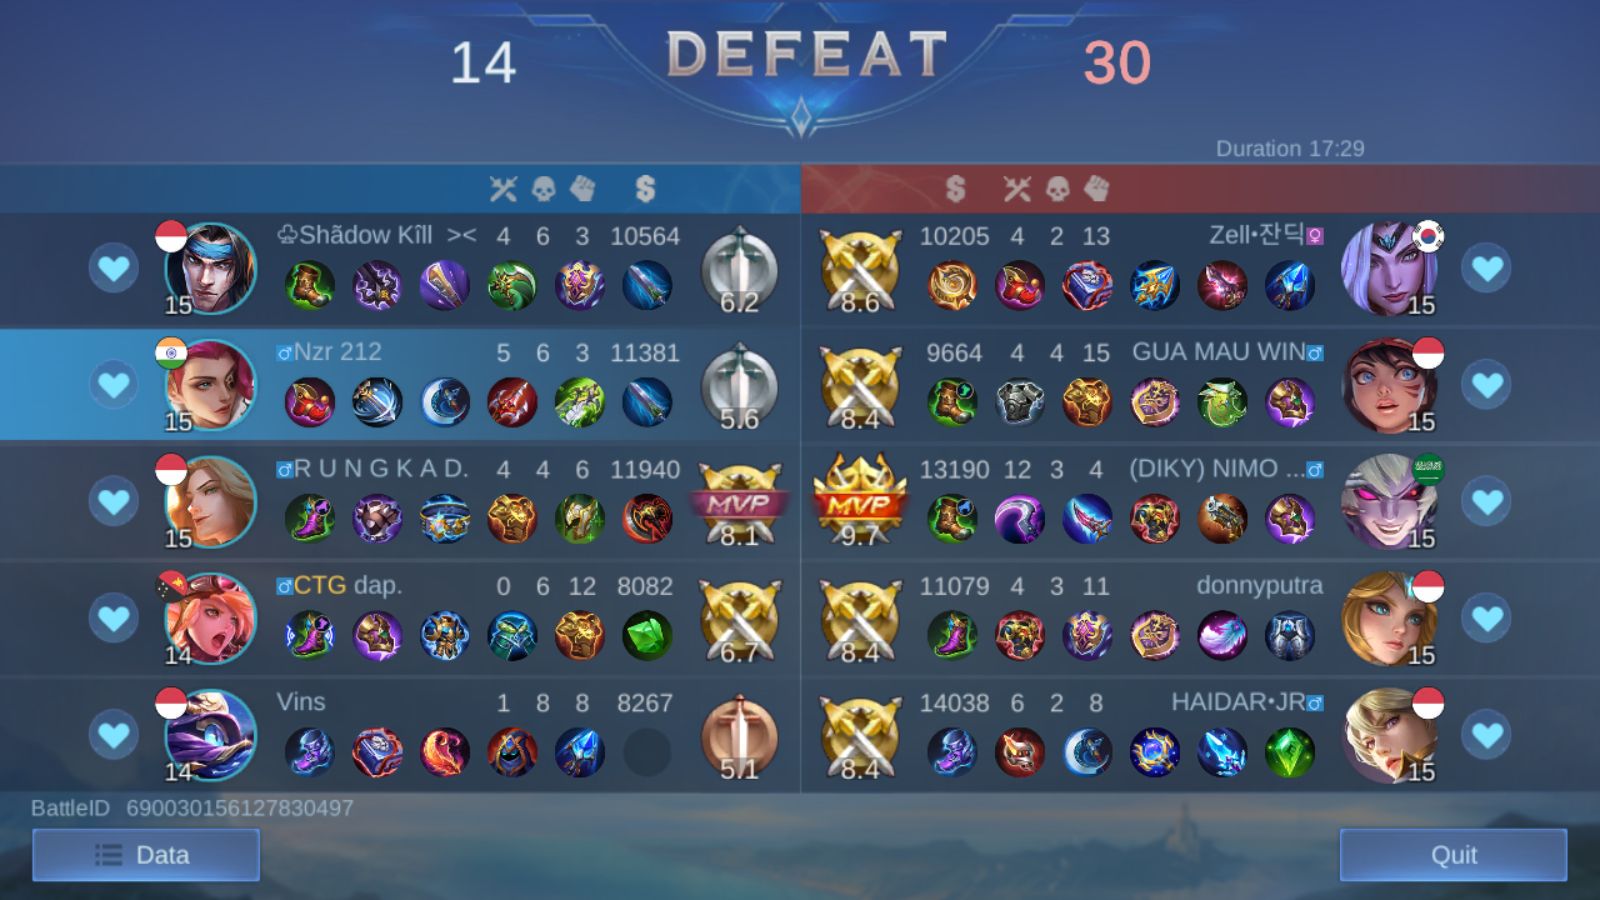 14 DEFEAT 30
Duration 17:29
15 ♧Shãdow Kîll >< 4 6 3 10564 6.2
8.6 10205 4 2 13 Zell•잔딕♀ 15
15 ♂Nzr 212 5 6 3 11381 5.6
8.4 9664 4 4 15 GUA MAU WIN♂ 15
15 ♂R U N G K A D. 4 4 6 11940 MVP 8.1
MVP 9.7 13190 12 3 4 (DIKY) NIMO ...♂ 15
14 ♂CTG dap. 0 6 12 8082 6.7
8.4 11079 4 3 11 donnyputra 15
14 Vins 1 8 8 8267 5.1
8.4 14038 6 2 8 HAIDAR•JR♂ 15
BattleID 690030156127830497
Data
Quit